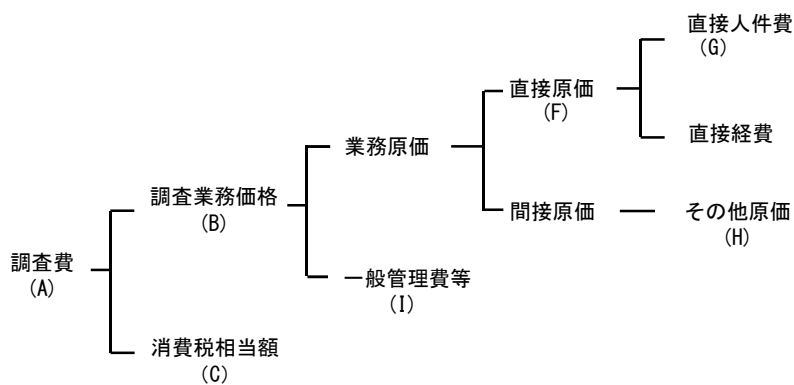 直接人件費
(G)
直接原価
(F)
直接経費
業務原価
調査業務価格
(B)
間接原価
その他原価
(H)
調査費
(A)
一般管理費等
(I)
消費税相当額
(C)